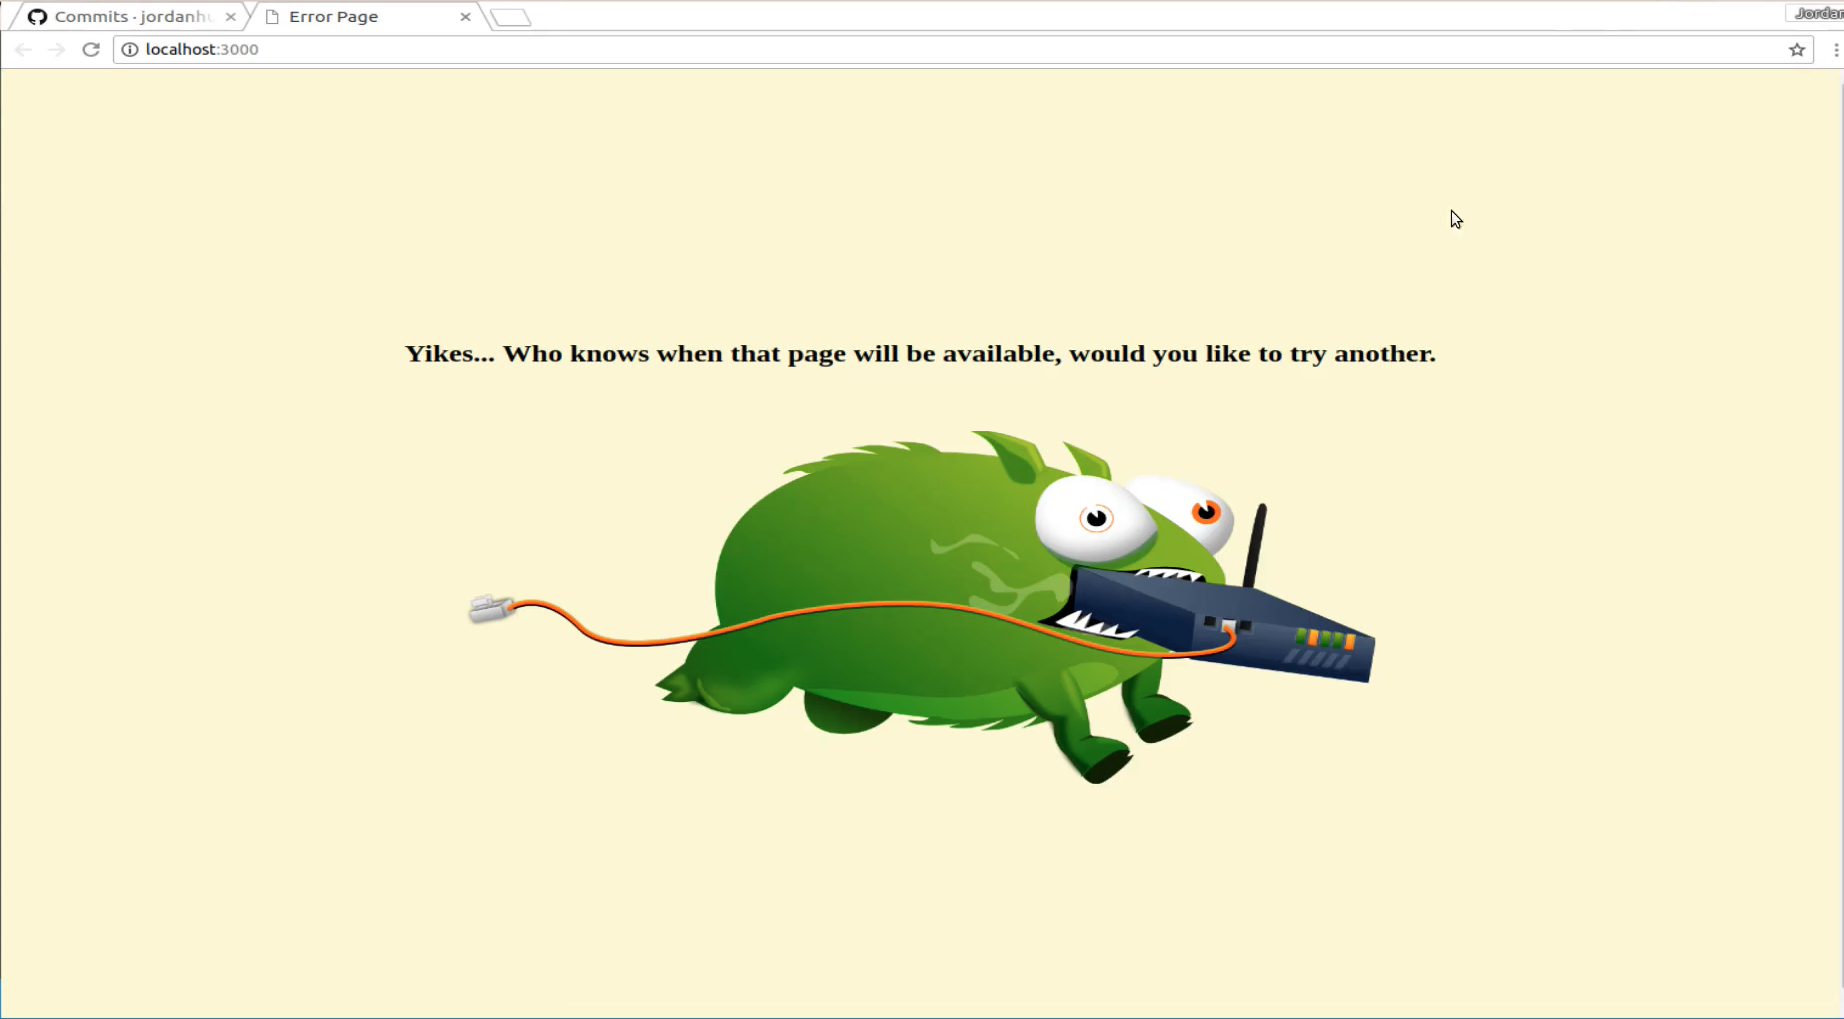 Commits · jordanhu
Error Page
Jordan
localhost:3000
Yikes... Who knows when that page will be available, would you like to try another.